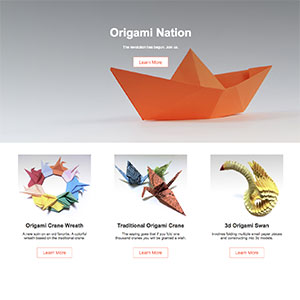 Origami Nation
The revolution has begun. Join us.
Learn More
Origami Crane Wreath
A new spin on an old favorite. A colorful
wreath based on the traditional crane.
Learn More
Traditional Origami Crane
The saying goes that if you fold one
thousand cranes you will be granted a wish.
Learn More
3d Origami Swan
Involves folding multiple small paper pieces
and constructing into 3d models.
Learn More